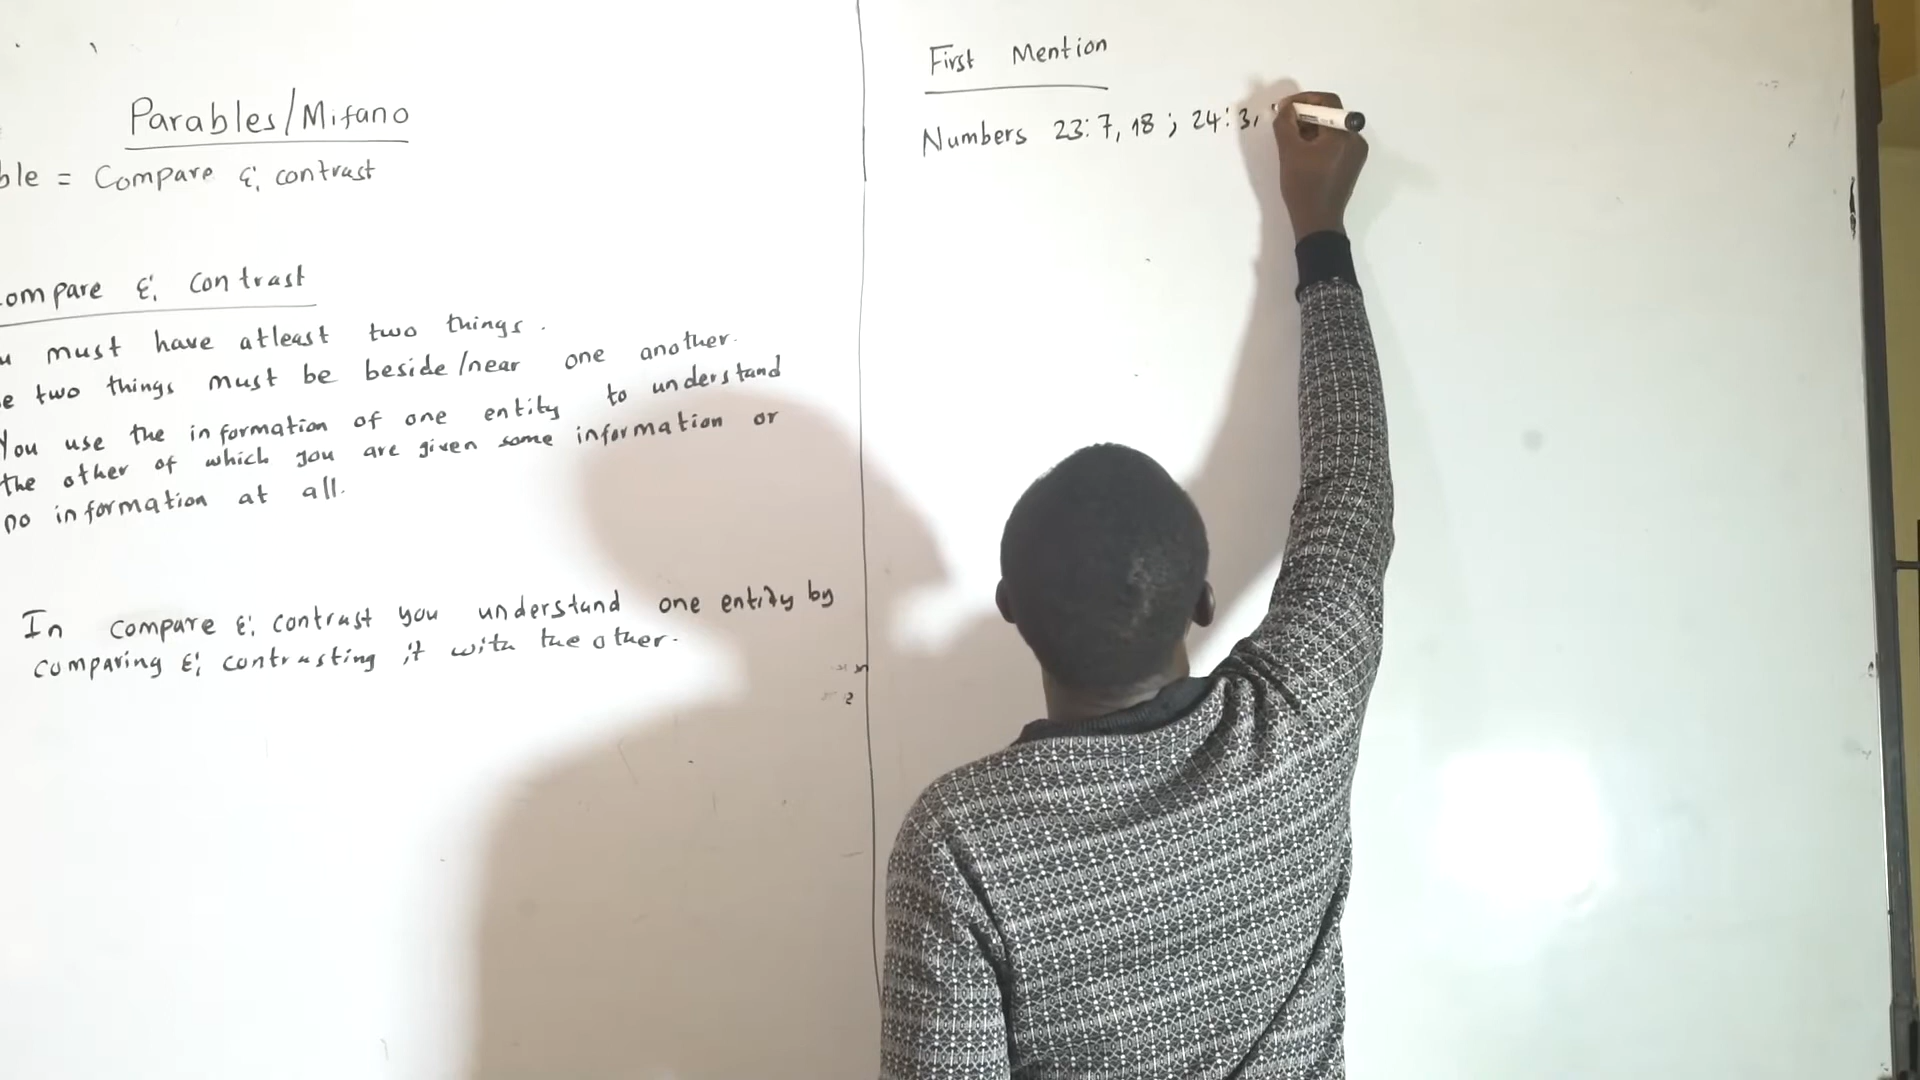 Parables/Mifano
ble = Compare & contrast
ompare & contrast
u must have atleast two things.
e two things must be beside/near one another.
You use the information of one entity to understand
the other of which you are given some information or
no information at all.
In compare & contrast you understand one entity by
comparing & contrasting it with the other.
First Mention
Numbers 23:7, 18 ; 24:3,